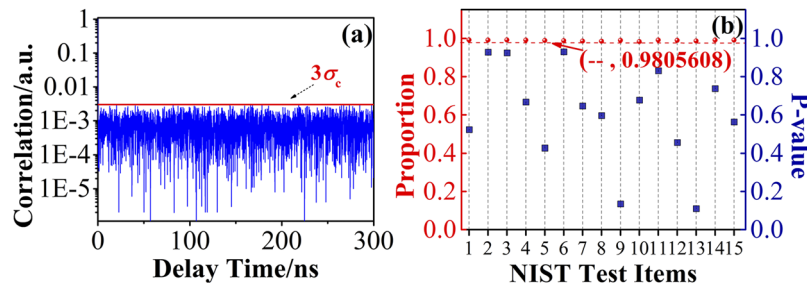 (a)
Correlation/a.u.
1
0.1
0.01
1E-3
1E-4
1E-5
3σc
0 100 200 300
Delay Time/ns
(b)
Proportion
1.0
0.8
0.6
0.4
0.2
0.0
(-- , 0.9805608)
1.0
0.8
0.6
0.4
0.2
0.0
P-value
1 2 3 4 5 6 7 8 9 10 11 12 13 14 15
NIST Test Items